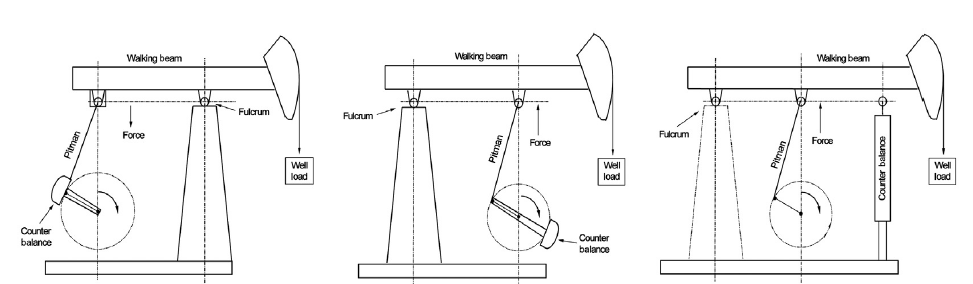 Walking beam
Fulcrum
Force
Pitman
Well
load
Counter
balance
Walking beam
Fulcrum
Force
Pitman
Well
load
Counter
balance
Walking beam
Fulcrum
Force
Pitman
Counter balance
Well
load